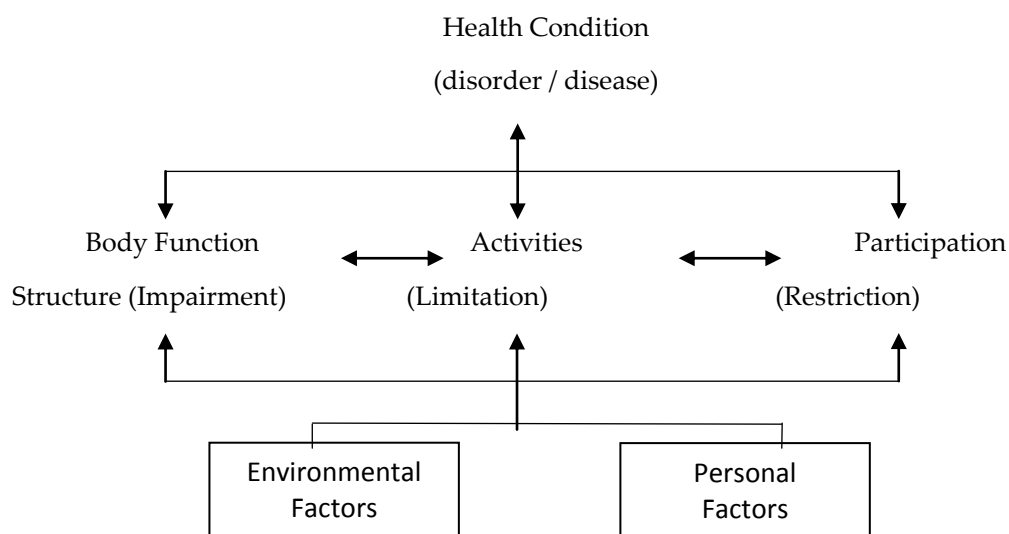 Health Condition
(disorder / disease)
Body Function
Structure (Impairment)
Activities
(Limitation)
Participation
(Restriction)
Environmental
Factors
Personal
Factors